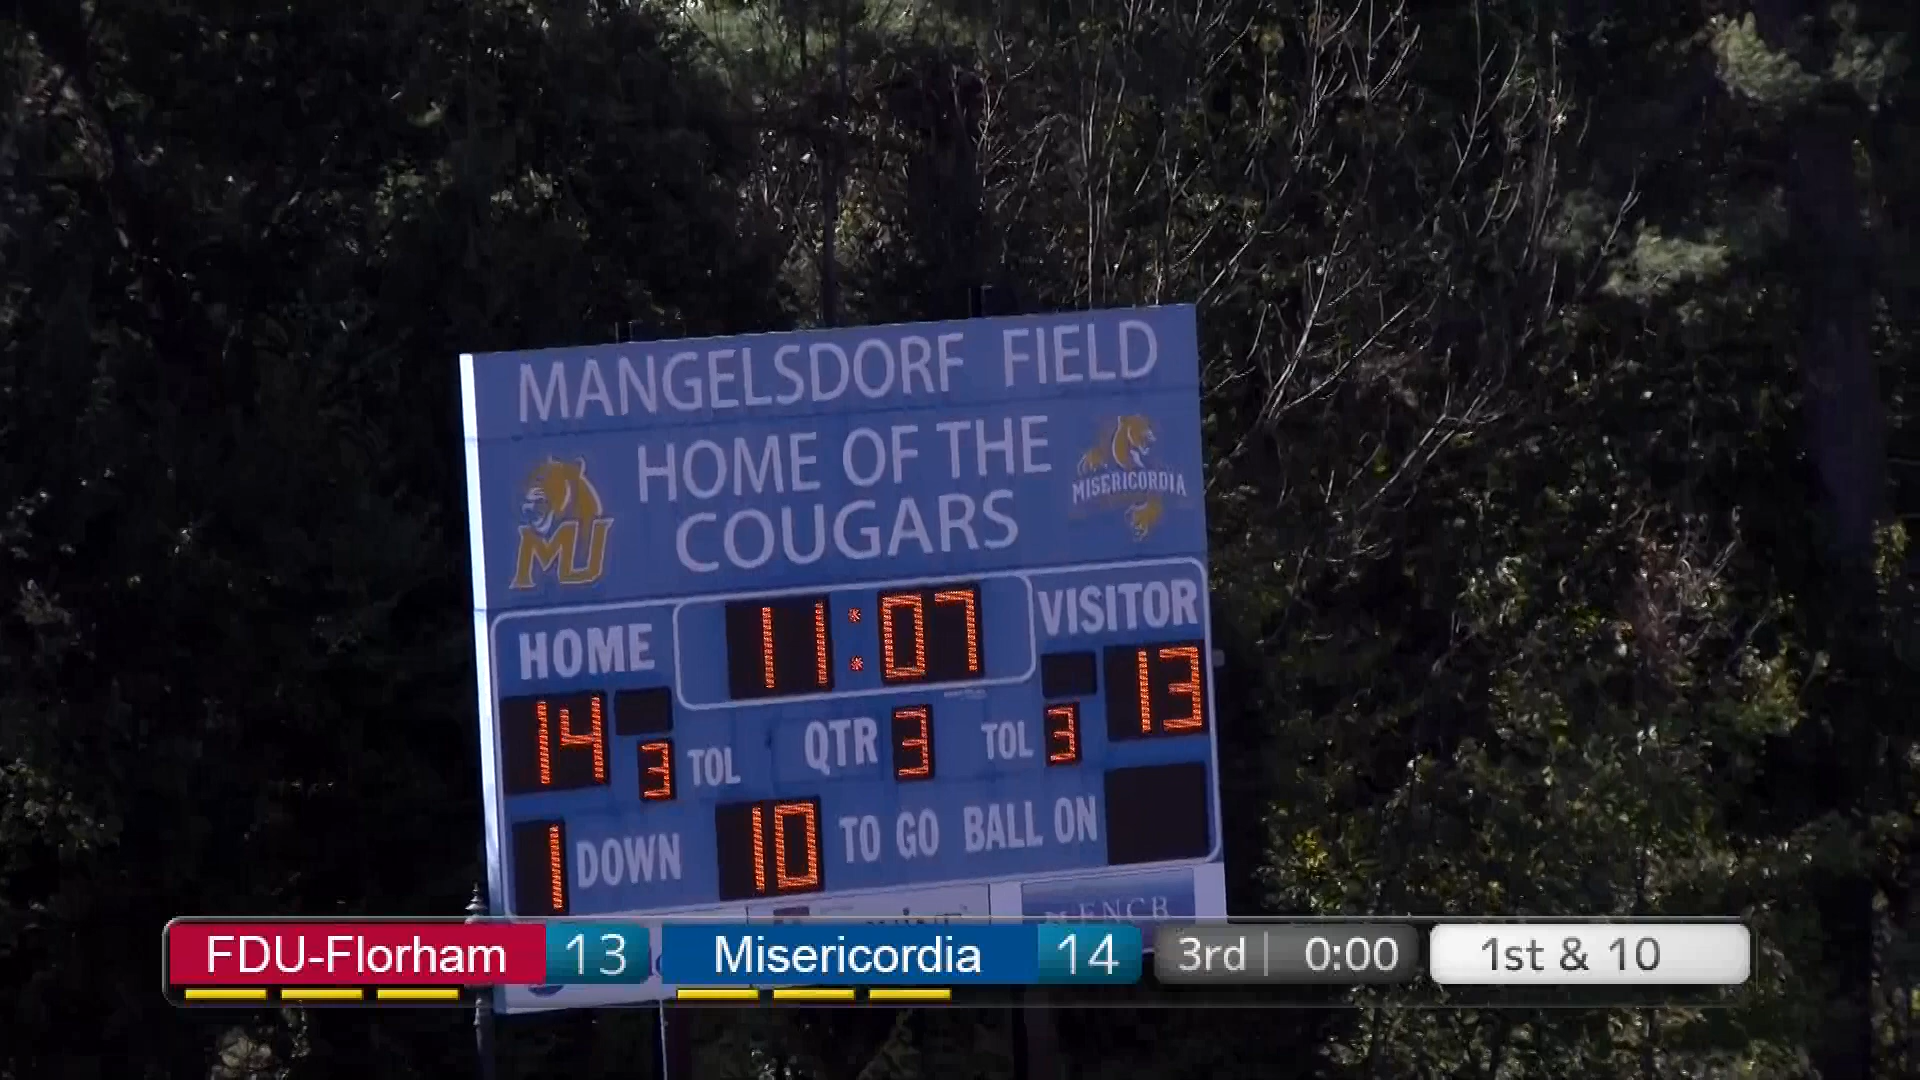 MANGELSDORF FIELD
HOME OF THE
COUGARS
MU
MISERICORDIA
HOME 11:07 VISITOR
14 3 TOL QTR 3 TOL 3 13
1 DOWN 10 TO GO BALL ON
FDU-Florham 13 Misericordia 14 3rd 0:00 1st & 10